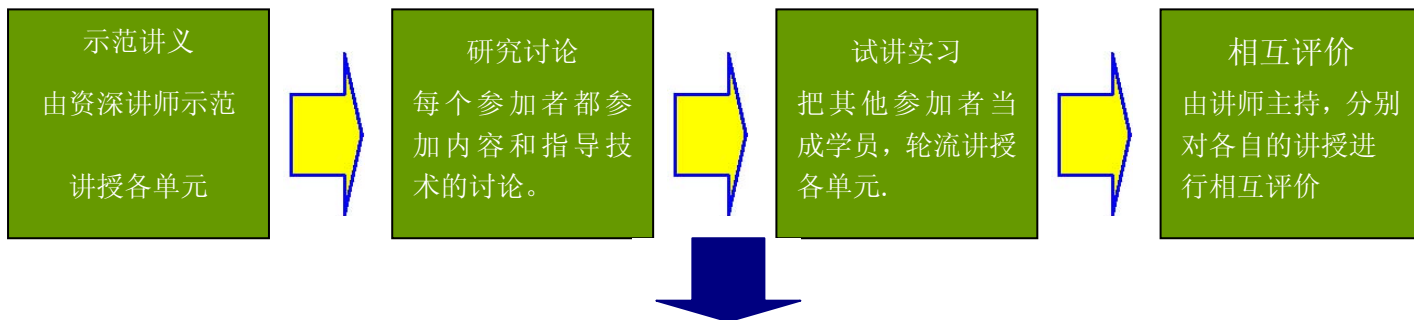 示范讲义
由资深讲师示范
讲授各单元
研究讨论
每个参加者都参
加内容和指导技
术的讨论。
试讲实习
把其他参加者当
成学员，轮流讲授
各单元.
相互评价
由讲师主持，分别
对各自的讲授进
行相互评价